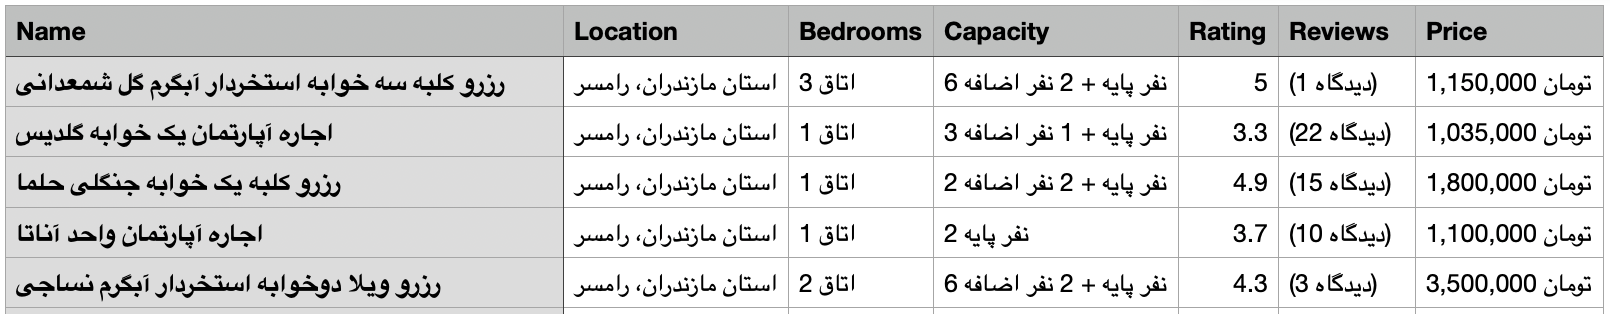 Name Location Bedrooms Capacity Rating Reviews Price
رزرو کلبه سه خوابه استخردار آبگرم گل شمعدانی استان مازندران، رامسر 3 اتاق 6 نفر پایه + 2 نفر اضافه 5 (1 دیدگاه) 1,150,000 تومان
اجاره آپارتمان یک خوابه گلدیس استان مازندران، رامسر 1 اتاق 3 نفر پایه + 1 نفر اضافه 3.3 (22 دیدگاه) 1,035,000 تومان
رزرو کلبه یک خوابه جنگلی حلما استان مازندران، رامسر 1 اتاق 2 نفر پایه + 2 نفر اضافه 4.9 (15 دیدگاه) 1,800,000 تومان
اجاره آپارتمان واحد آناتا استان مازندران، رامسر 1 اتاق 2 نفر پایه 3.7 (10 دیدگاه) 1,100,000 تومان
رزرو ویلا دوخوابه استخردار آبگرم نساجی استان مازندران، رامسر 2 اتاق 6 نفر پایه + 2 نفر اضافه 4.3 (3 دیدگاه) 3,500,000 تومان